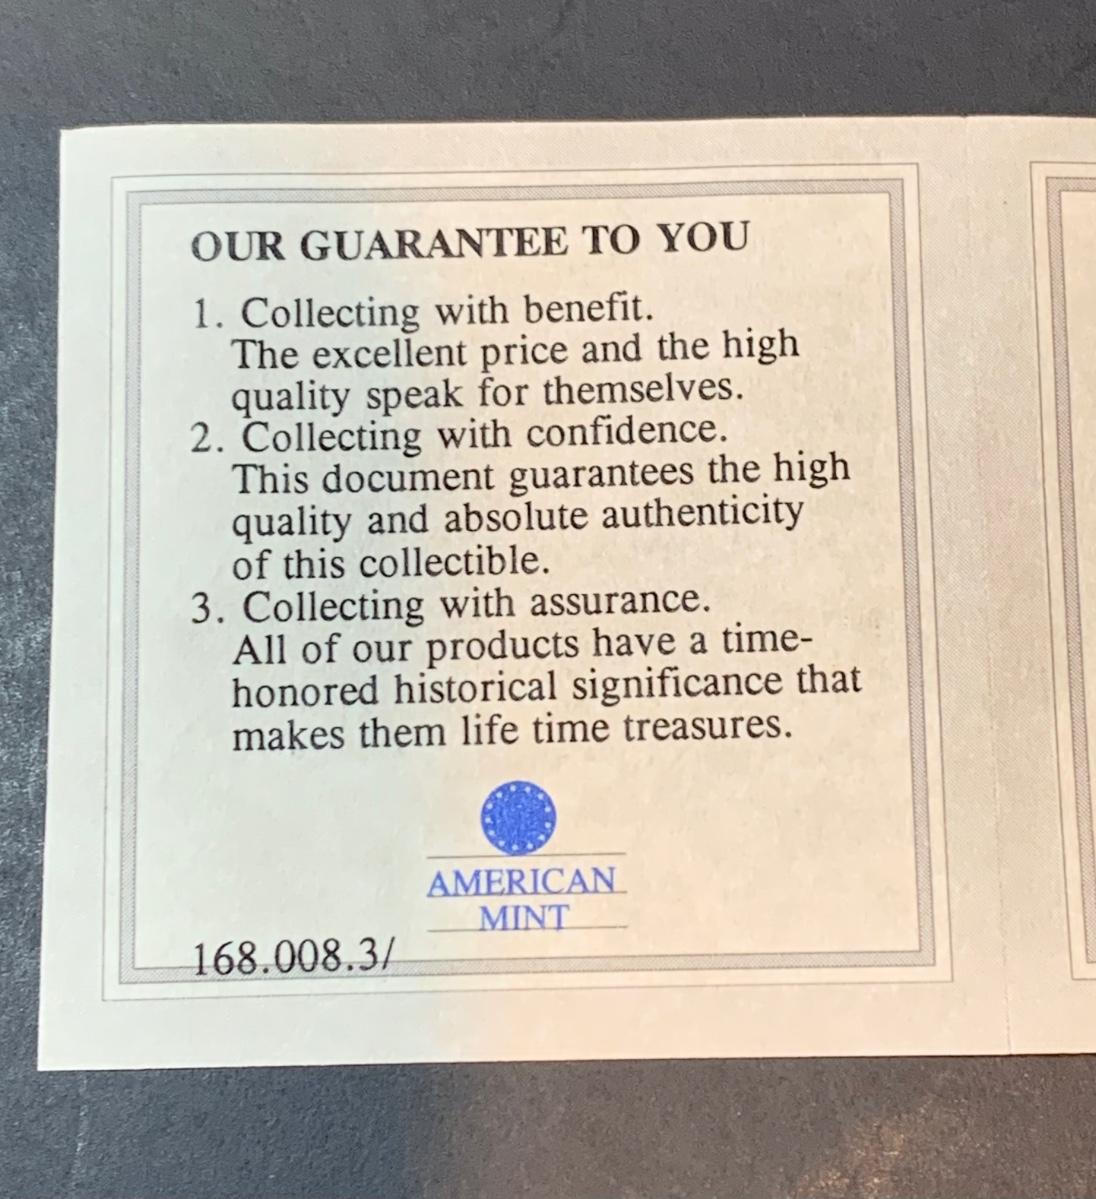 OUR GUARANTEE TO YOU
1. Collecting with benefit.
The excellent price and the high
quality speak for themselves.
2. Collecting with confidence.
This document guarantees the high
quality and absolute authenticity
of this collectible.
3. Collecting with assurance.
All of our products have a time-
honored historical significance that
makes them life time treasures.
AMERICAN
MINT
168.008.3/